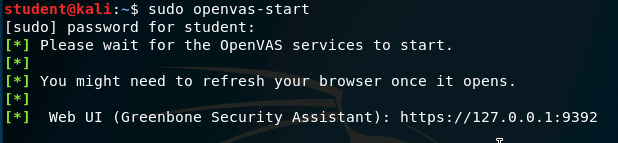 student@kali:~$ sudo openvas-start
[sudo] password for student:
[*] Please wait for the OpenVAS services to start.
[*]
[*] You might need to refresh your browser once it opens.
[*]
[*]  Web UI (Greenbone Security Assistant): https://127.0.0.1:9392